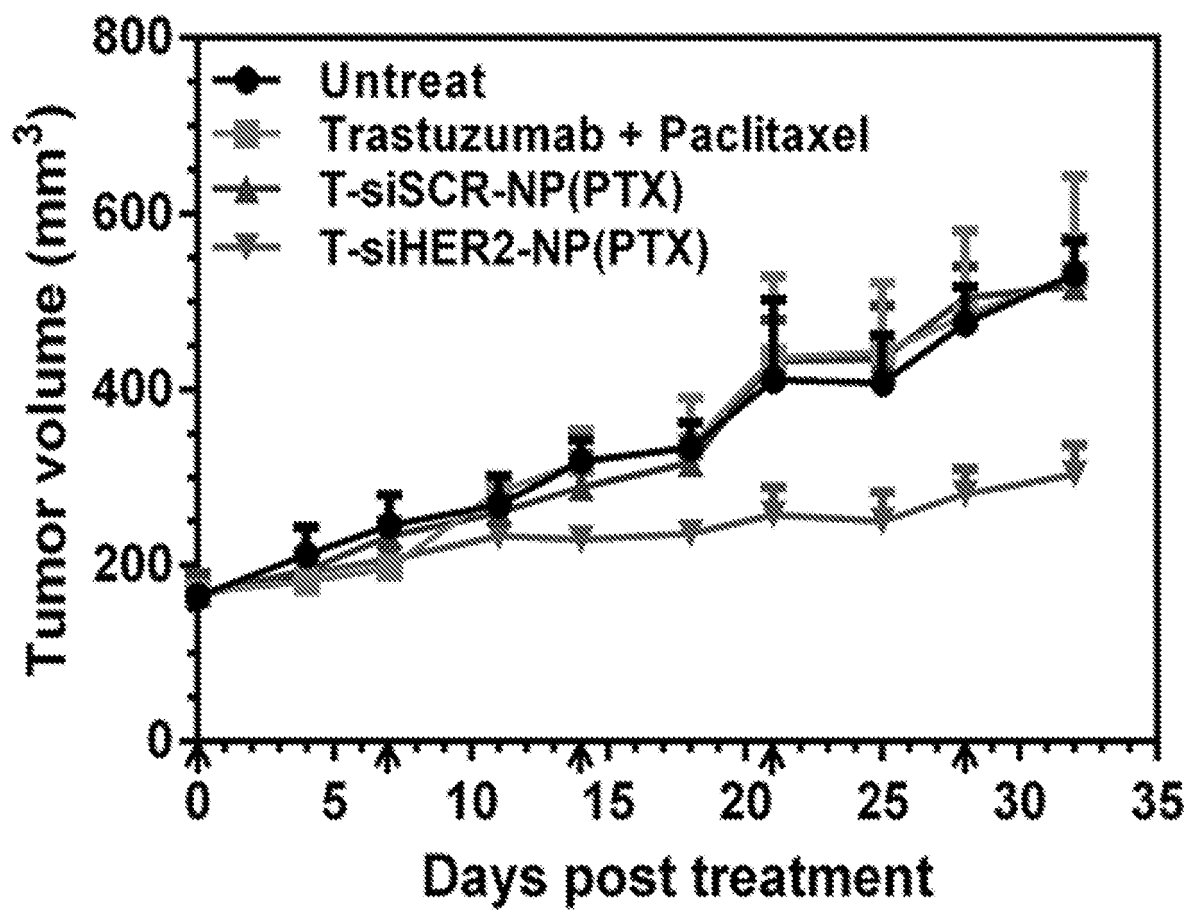 800
600
400
200
0
Tumor volume (mm³)
Untreat
Trastuzumab + Paclitaxel
T-siSCR-NP(PTX)
T-siHER2-NP(PTX)
0 5 10 15 20 25 30 35
Days post treatment